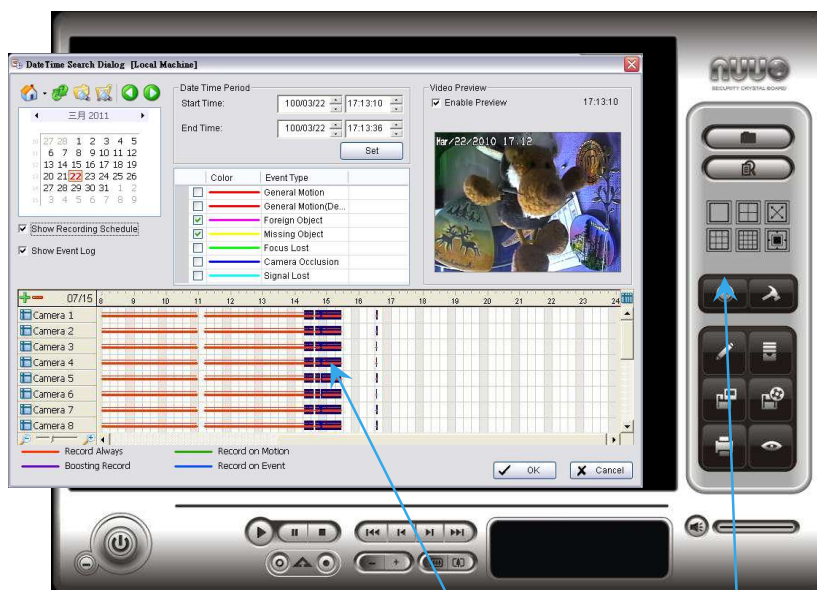 DateTime Search Dialog [Local Machine]
nuuo
SECURITY CRYSTAL BOARD
三月 2011
27 28 1 2 3 4 5
6 7 8 9 10 11 12
13 14 15 16 17 18 19
20 21 22 23 24 25 26
27 28 29 30 31 1 2
3 4 5 6 7 8 9
Show Recording Schedule
Show Event Log
Date Time Period
Start Time: 100/03/22 17:13:10
End Time: 100/03/22 17:13:36
Set
Color Event Type
General Motion
General Motion(De...
Foreign Object
Missing Object
Focus Lost
Camera Occlusion
Signal Lost
Video Preview
Enable Preview 17:13:10
Mar/22/2010 17 12
07/15 8 9 10 11 12 13 14 15 16 17 18 19 20 21 22 23 24
Camera 1
Camera 2
Camera 3
Camera 4
Camera 5
Camera 6
Camera 7
Camera 8
Record Always Record on Motion
Boosting Record Record on Event
OK Cancel